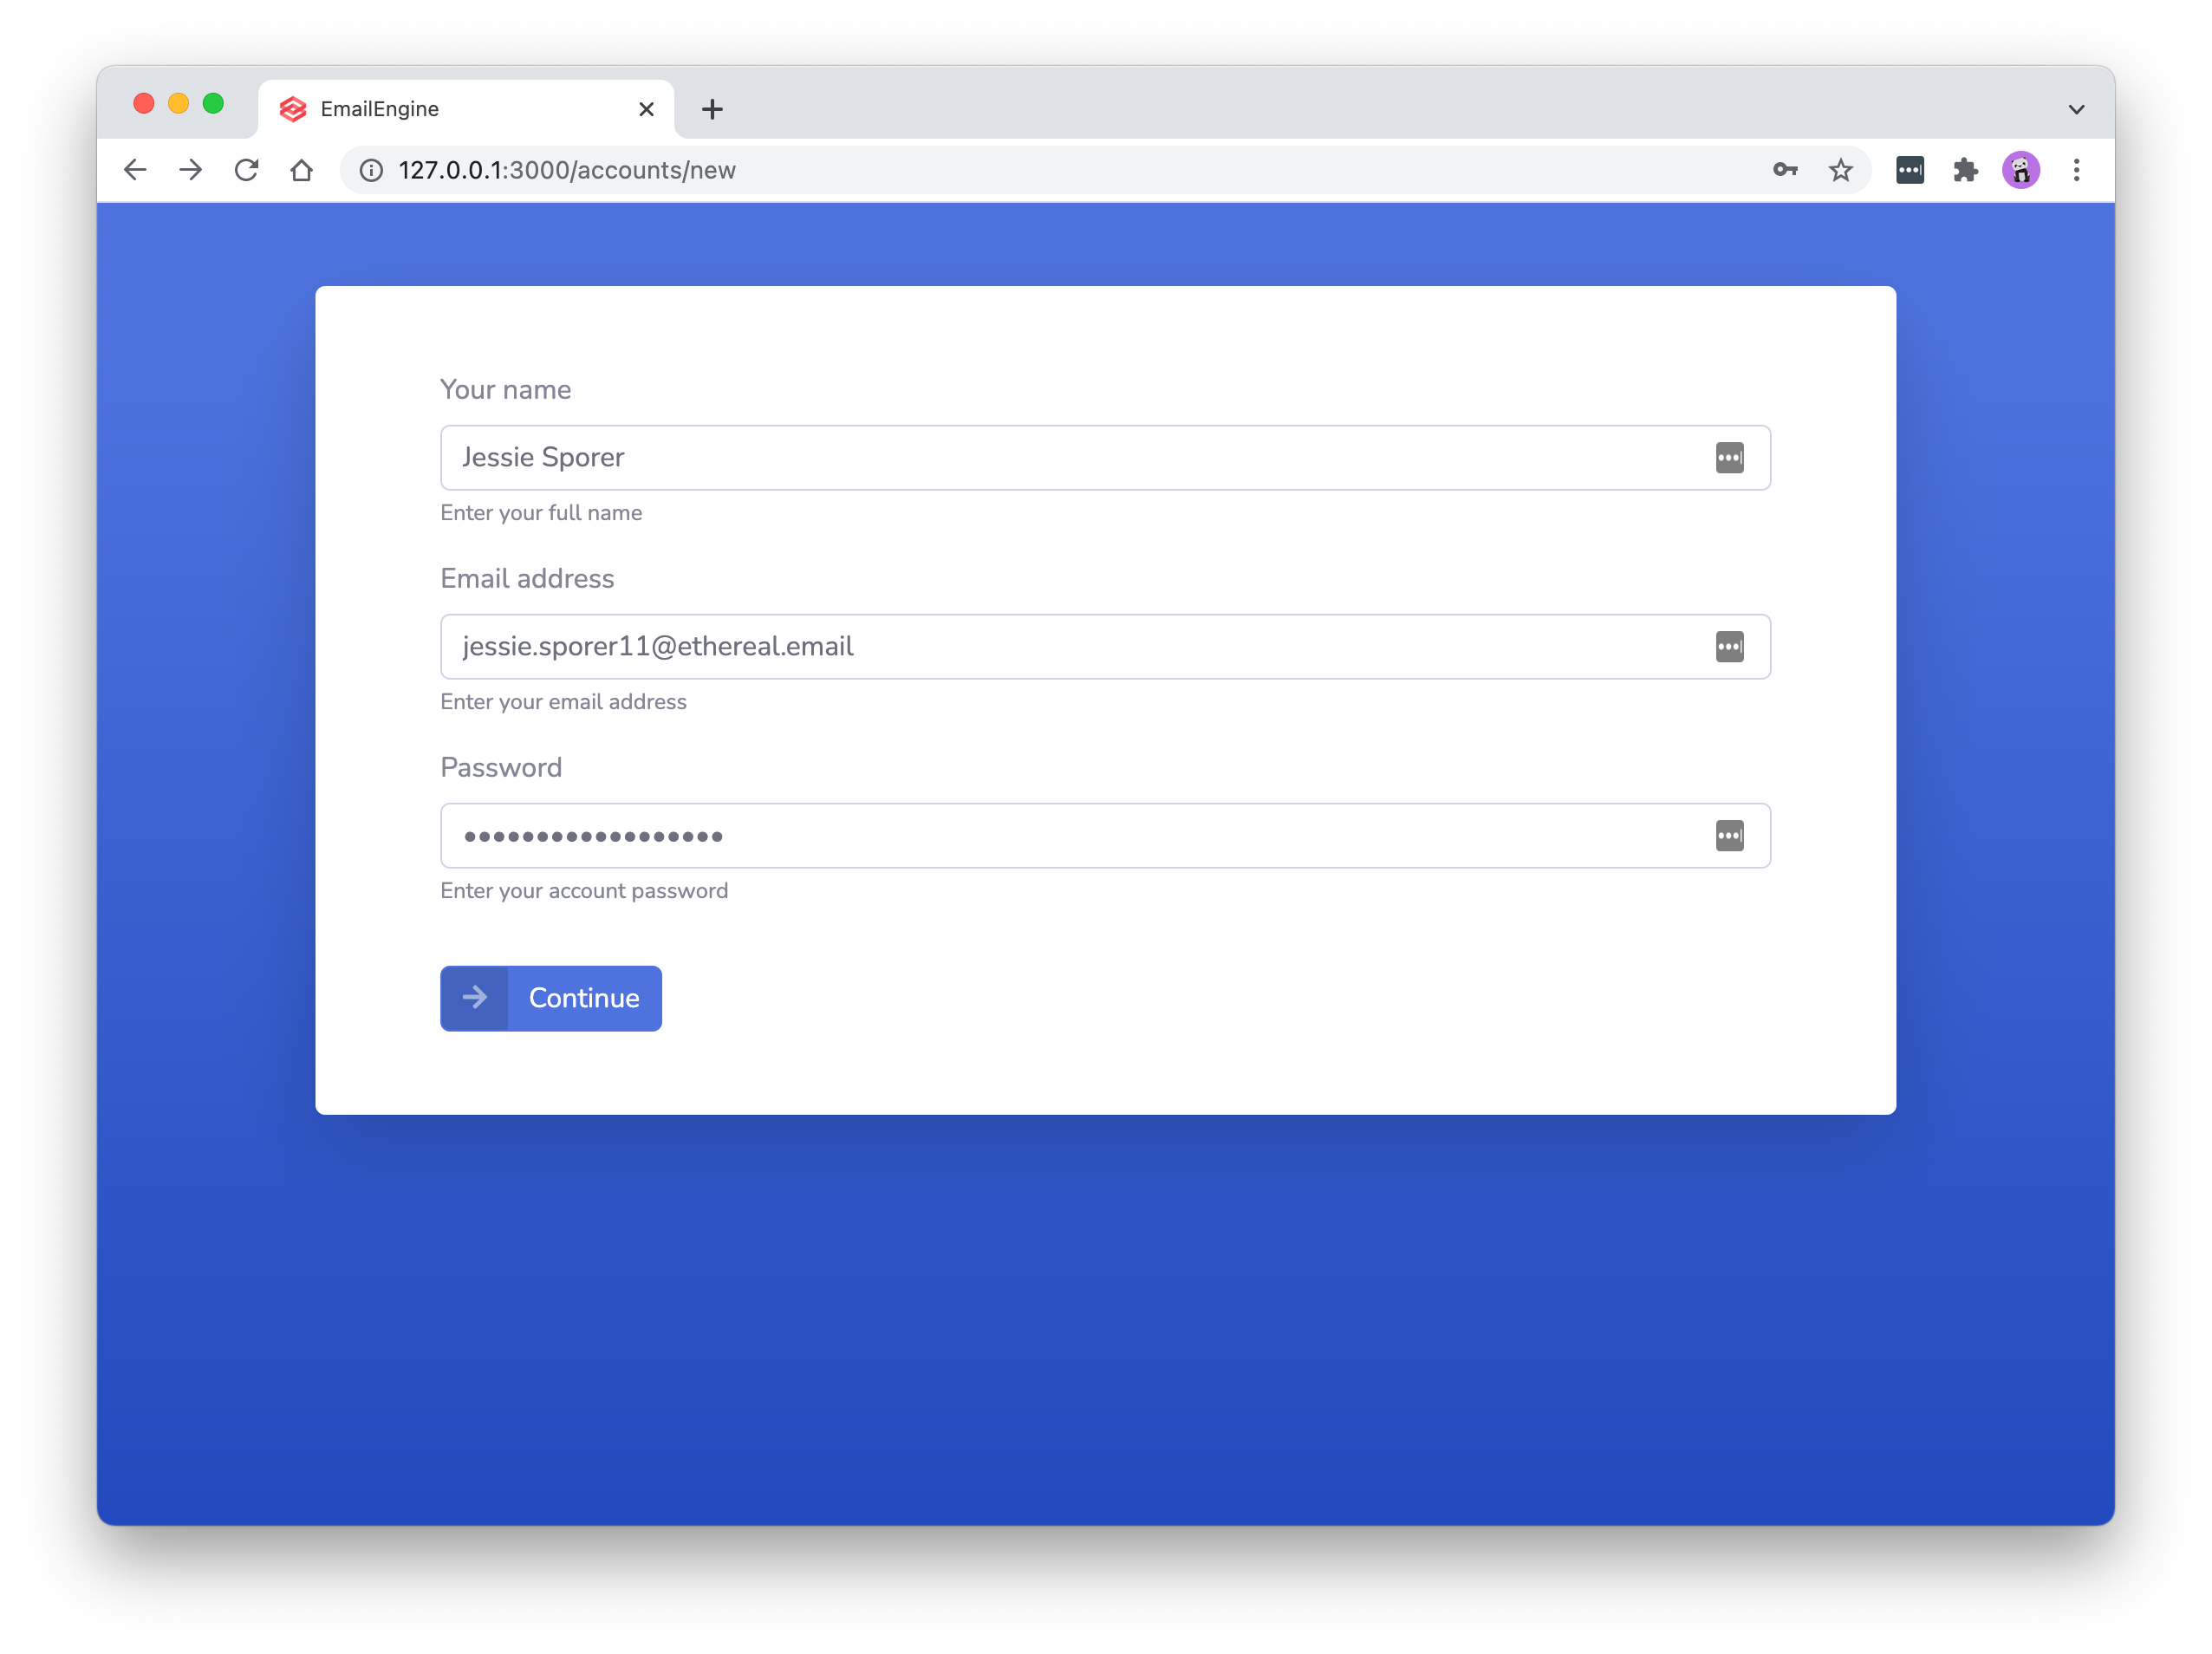 EmailEngine
127.0.0.1:3000/accounts/new
Your name
Jessie Sporer
Enter your full name
Email address
jessie.sporer11@ethereal.email
Enter your email address
Password
••••••••••••••••••
Enter your account password
Continue